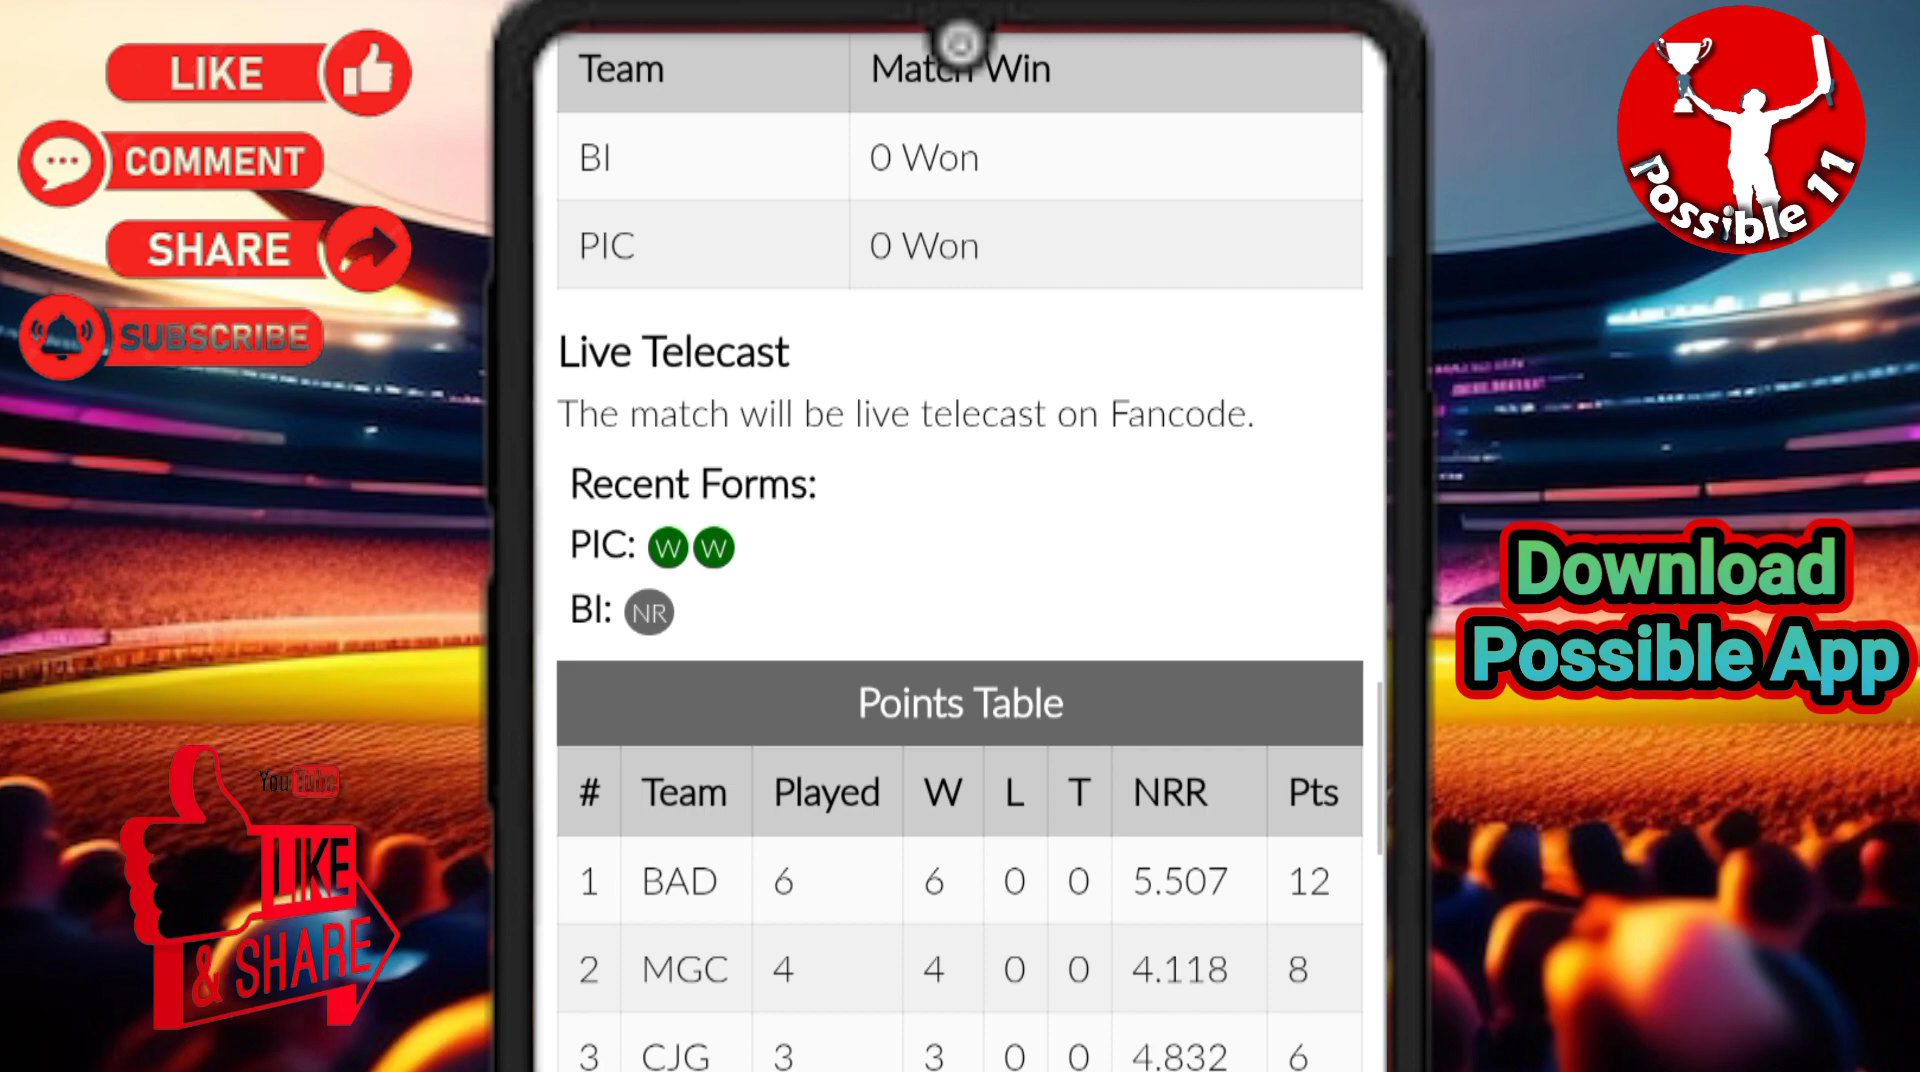 LIKE
COMMENT
SHARE
SUBSCRIBE
Team Match Win
BI 0 Won
PIC 0 Won
Live Telecast
The match will be live telecast on Fancode.
Recent Forms:
PIC: W W
BI: NR
Points Table
# Team Played W L T NRR Pts
1 BAD 6 6 0 0 5.507 12
2 MGC 4 4 0 0 4.118 8
3 CJG 3 3 0 0 4.832 6
Possible 11
Download
Possible App
YouTube
LIKE
& SHARE